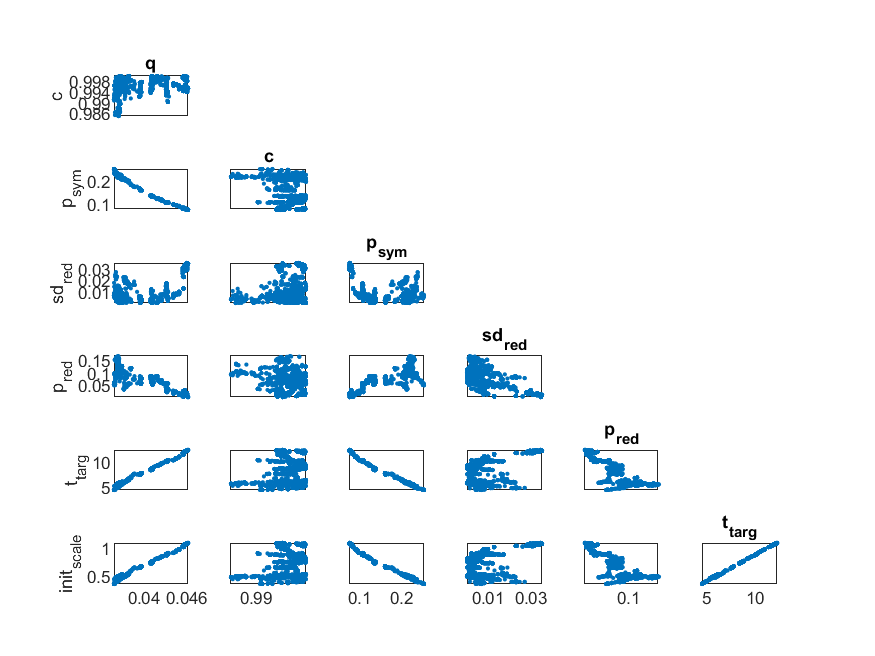 q
c
0.998
0.994
0.99
0.986
c
p_sym
0.2
0.1
p_sym
sd_red
0.03
0.02
0.01
sd_red
p_red
0.15
0.1
0.05
p_red
t_targ
10
5
t_targ
init_scale
1
0.5
0.04 0.046 0.99 0.1 0.2 0.01 0.03 0.1 5 10